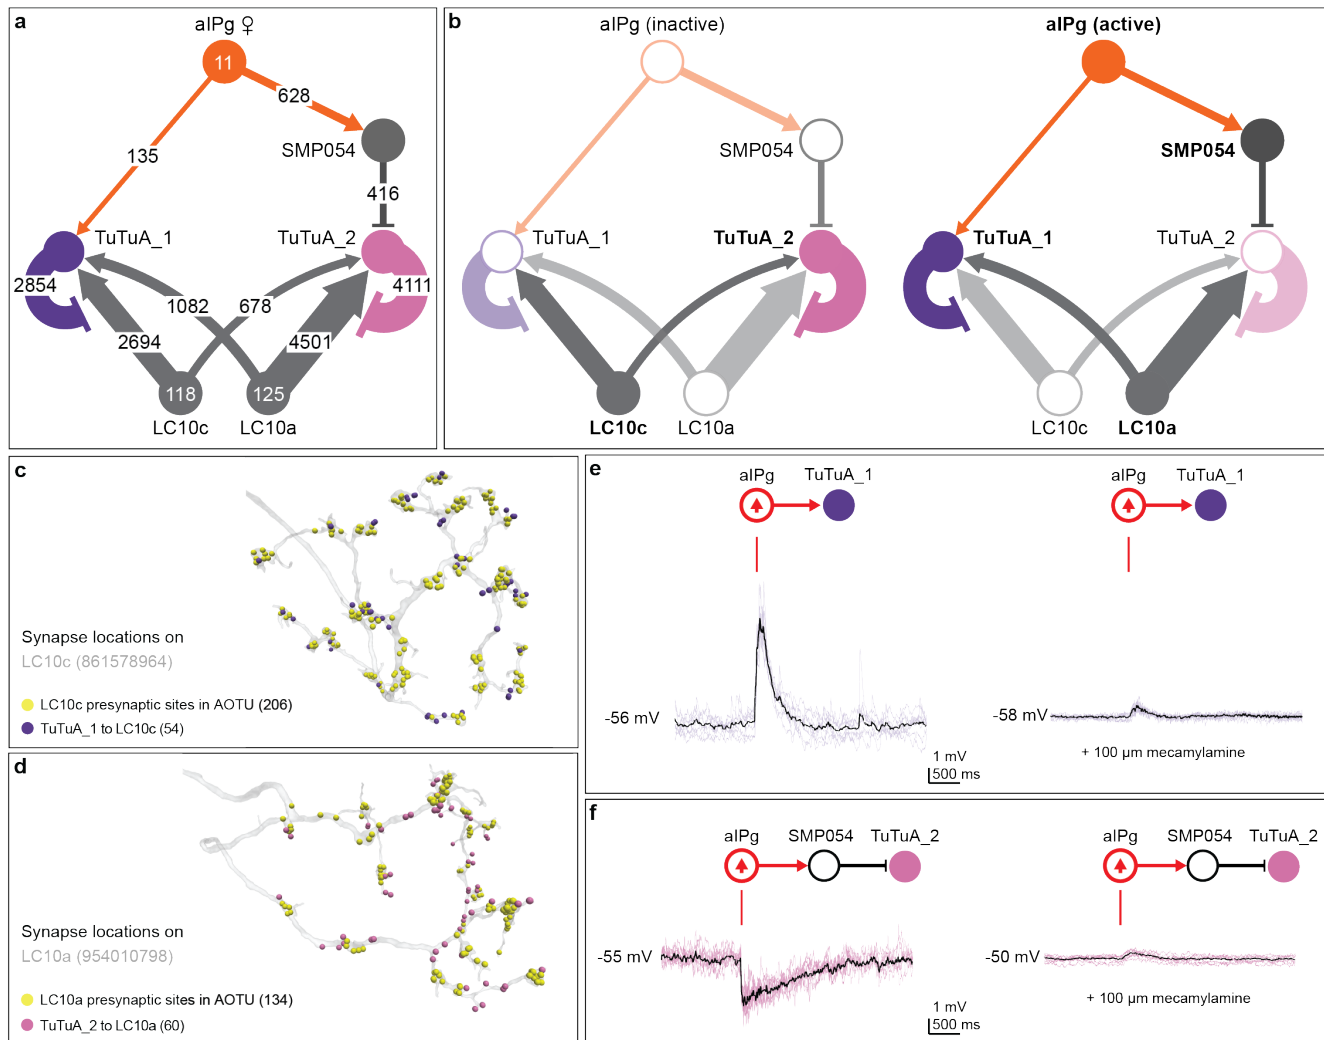 a
aIPg ♀
11
628
SMP054
135
416
TuTuA_1
TuTuA_2
2854
4111
1082
678
2694
4501
118
125
LC10c
LC10a
b
aIPg (inactive)
SMP054
TuTuA_1
TuTuA_2
LC10c
LC10a
aIPg (active)
SMP054
TuTuA_1
TuTuA_2
LC10c
LC10a
c
Synapse locations on
LC10c (861578964)
LC10c presynaptic sites in AOTU (206)
TuTuA_1 to LC10c (54)
d
Synapse locations on
LC10a (954010798)
LC10a presynaptic sites in AOTU (134)
TuTuA_2 to LC10a (60)
e
aIPg
TuTuA_1
-56 mV
1 mV
500 ms
aIPg
TuTuA_1
-58 mV
+ 100 µm mecamylamine
f
aIPg
SMP054
TuTuA_2
-55 mV
1 mV
500 ms
aIPg
SMP054
TuTuA_2
-50 mV
+ 100 µm mecamylamine